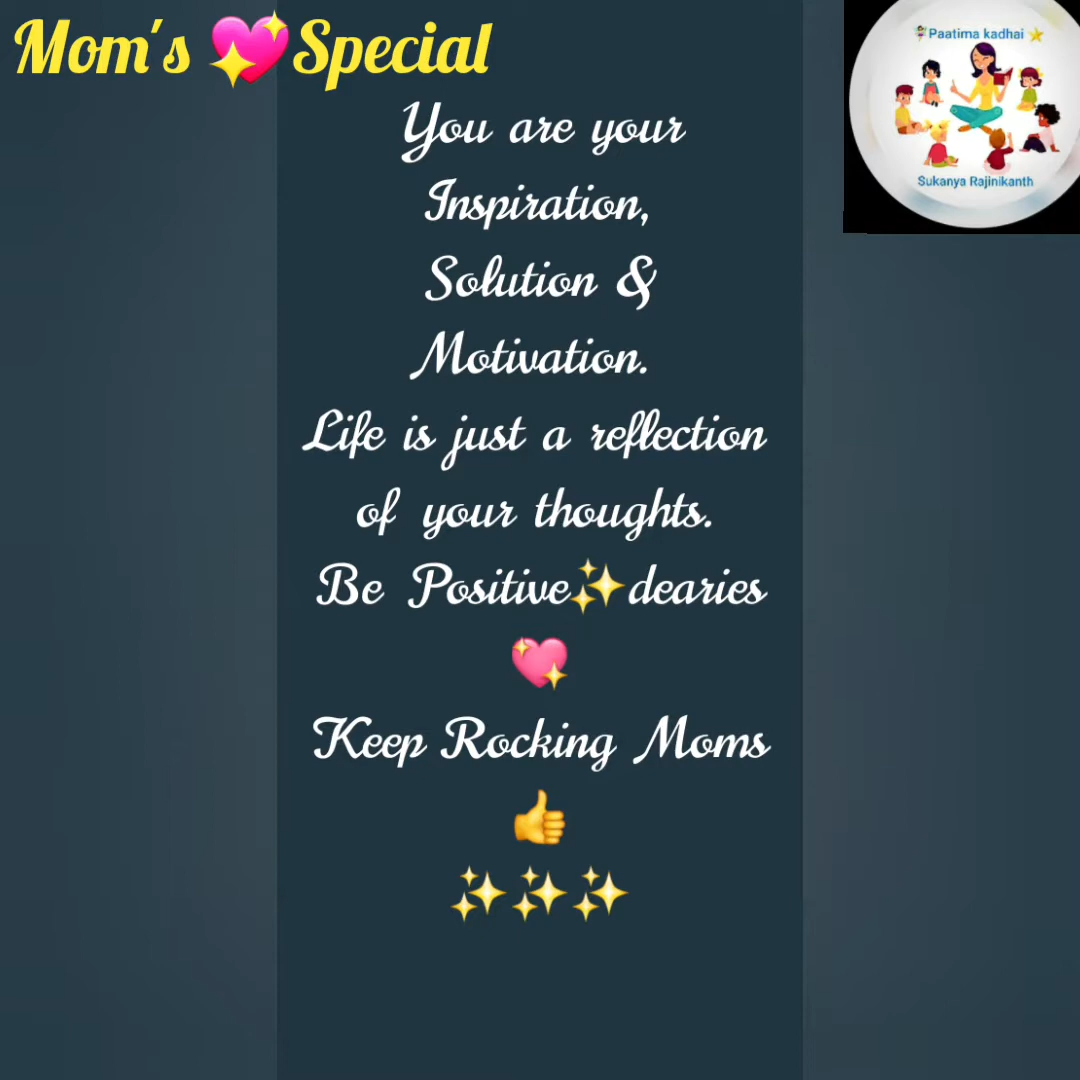 Mom's 💖Special
🧚Paatima kadhai ⭐
Sukanya Rajinikanth
You are your
Inspiration,
Solution &
Motivation.
Life is just a reflection
of your thoughts.
Be Positive✨dearies
💖
Keep Rocking Moms
👍
✨✨✨